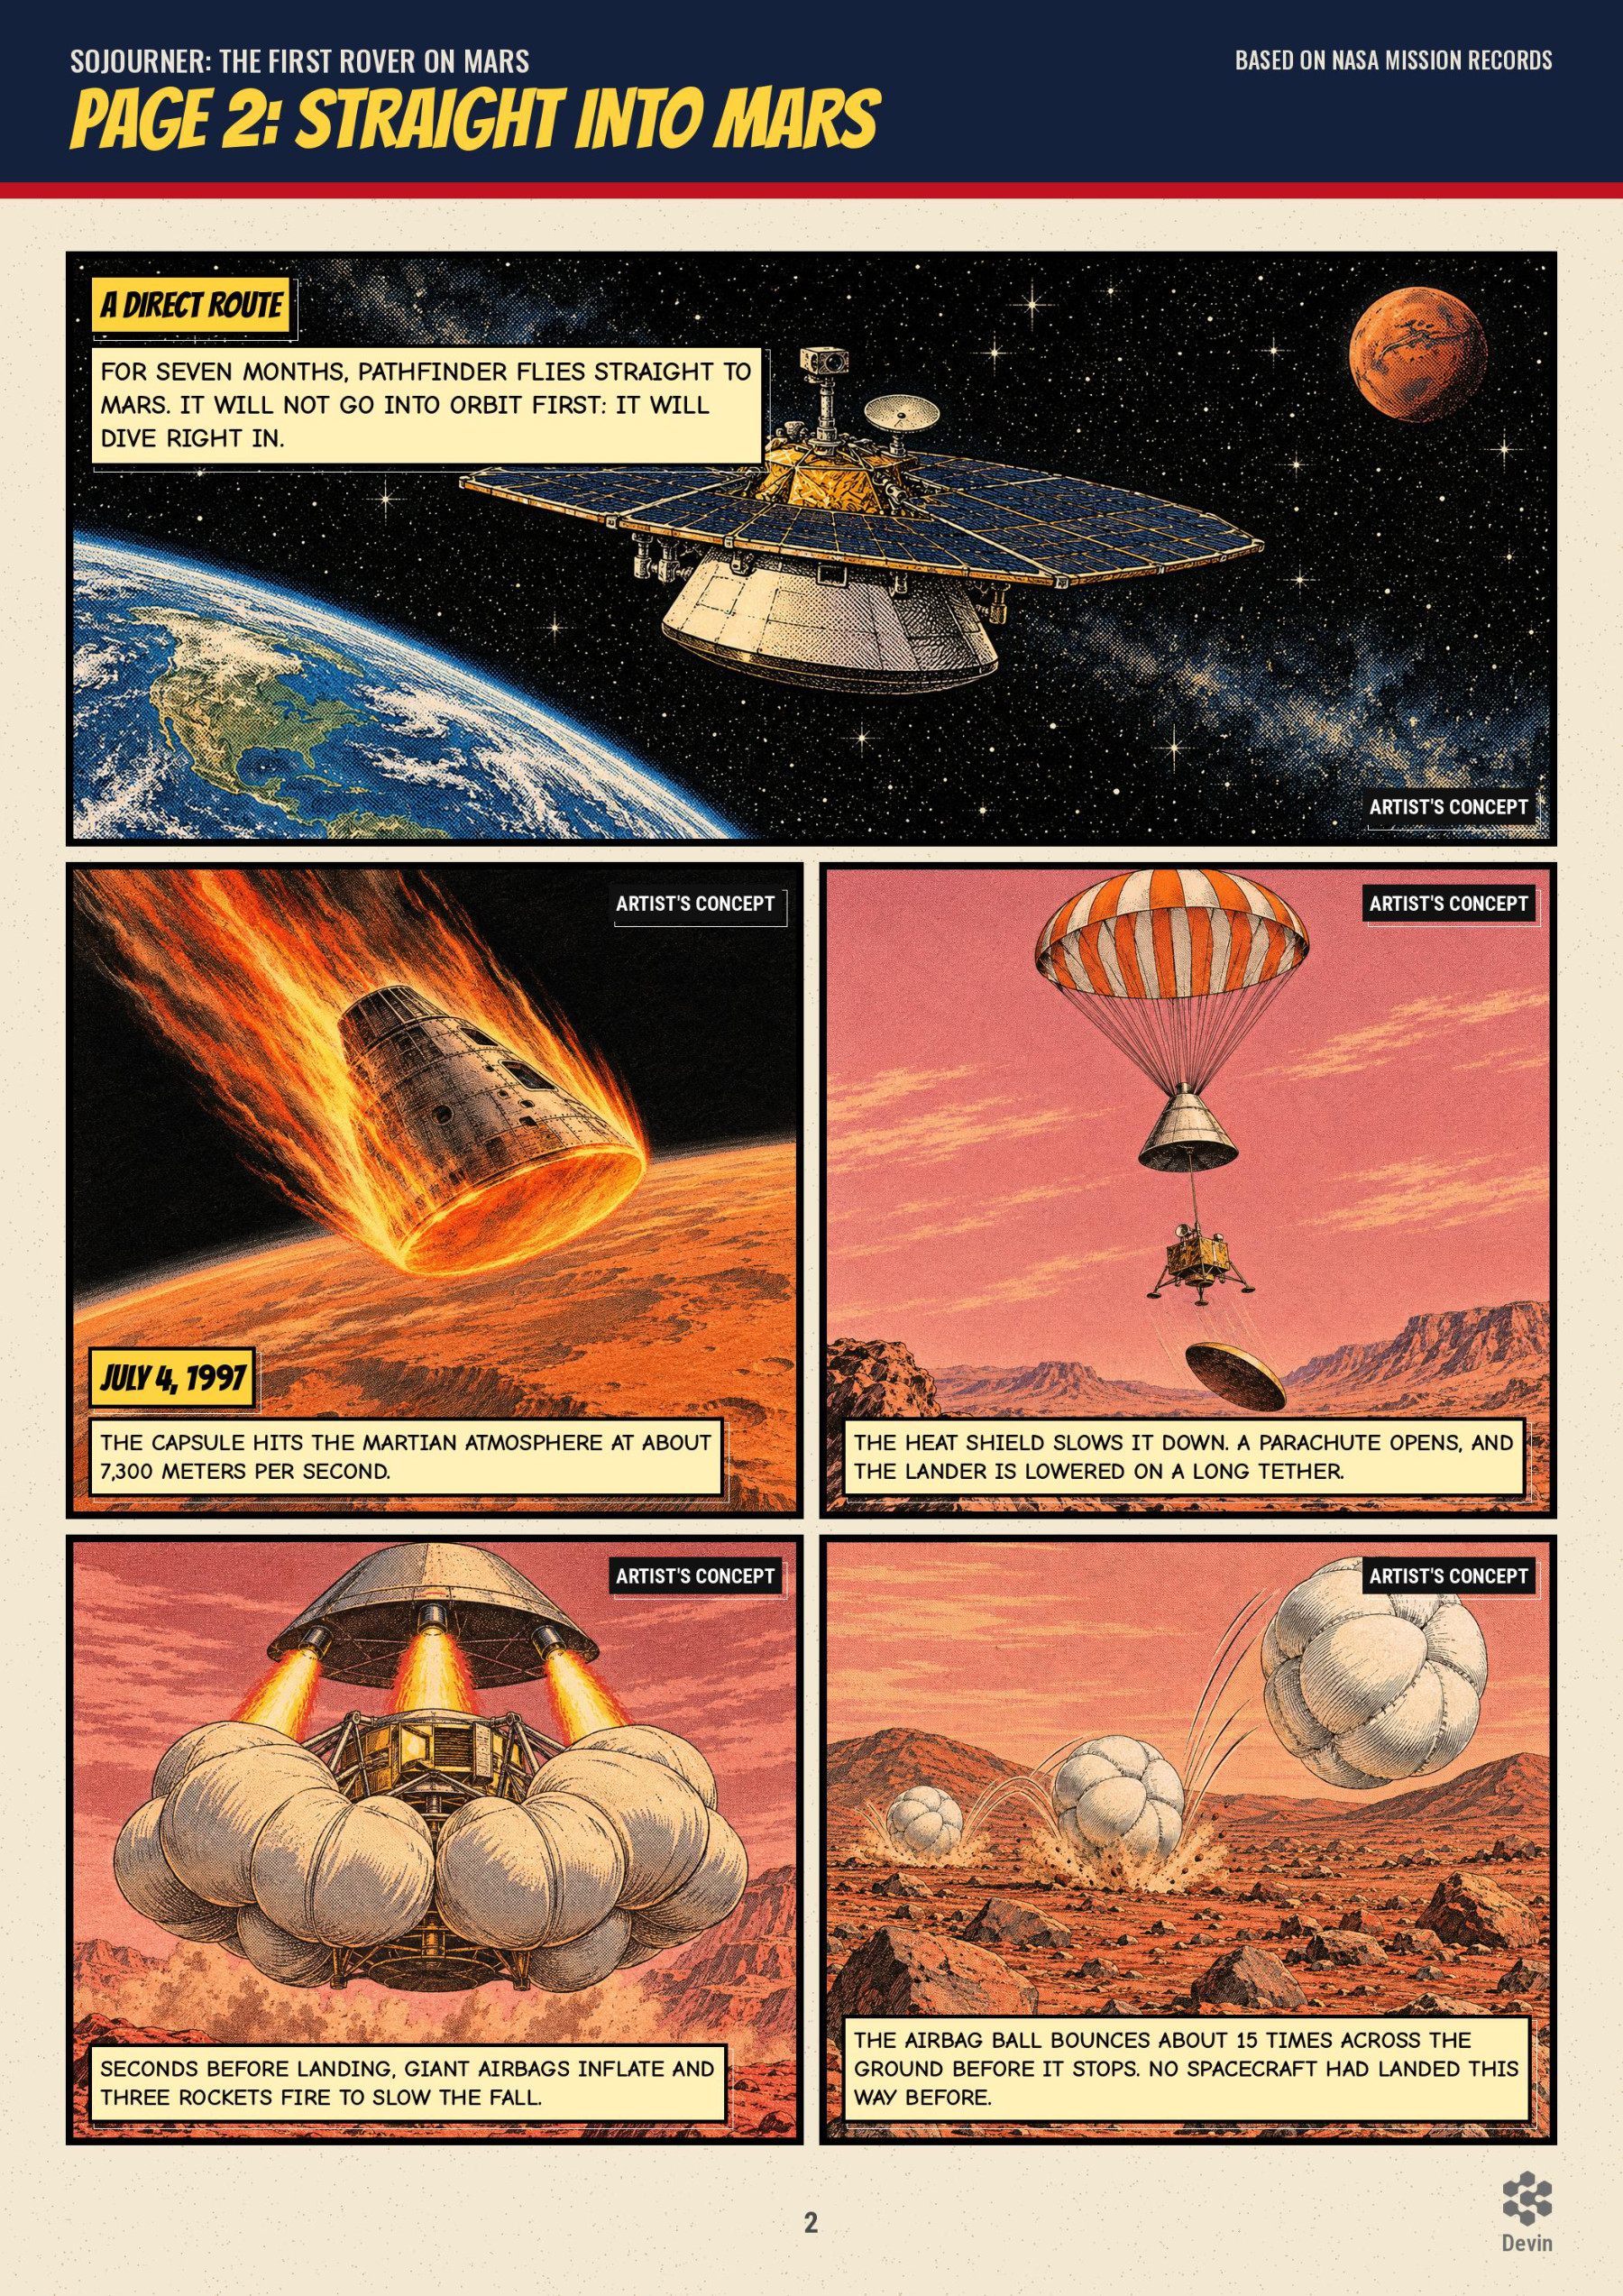 SOJOURNER: THE FIRST ROVER ON MARS
BASED ON NASA MISSION RECORDS
PAGE 2: STRAIGHT INTO MARS
A DIRECT ROUTE
FOR SEVEN MONTHS, PATHFINDER FLIES STRAIGHT TO
MARS. IT WILL NOT GO INTO ORBIT FIRST: IT WILL
DIVE RIGHT IN.
ARTIST'S CONCEPT
ARTIST'S CONCEPT
JULY 4, 1997
THE CAPSULE HITS THE MARTIAN ATMOSPHERE AT ABOUT
7,300 METERS PER SECOND.
ARTIST'S CONCEPT
THE HEAT SHIELD SLOWS IT DOWN. A PARACHUTE OPENS, AND
THE LANDER IS LOWERED ON A LONG TETHER.
ARTIST'S CONCEPT
SECONDS BEFORE LANDING, GIANT AIRBAGS INFLATE AND
THREE ROCKETS FIRE TO SLOW THE FALL.
ARTIST'S CONCEPT
THE AIRBAG BALL BOUNCES ABOUT 15 TIMES ACROSS THE
GROUND BEFORE IT STOPS. NO SPACECRAFT HAD LANDED THIS
WAY BEFORE.
2
Devin